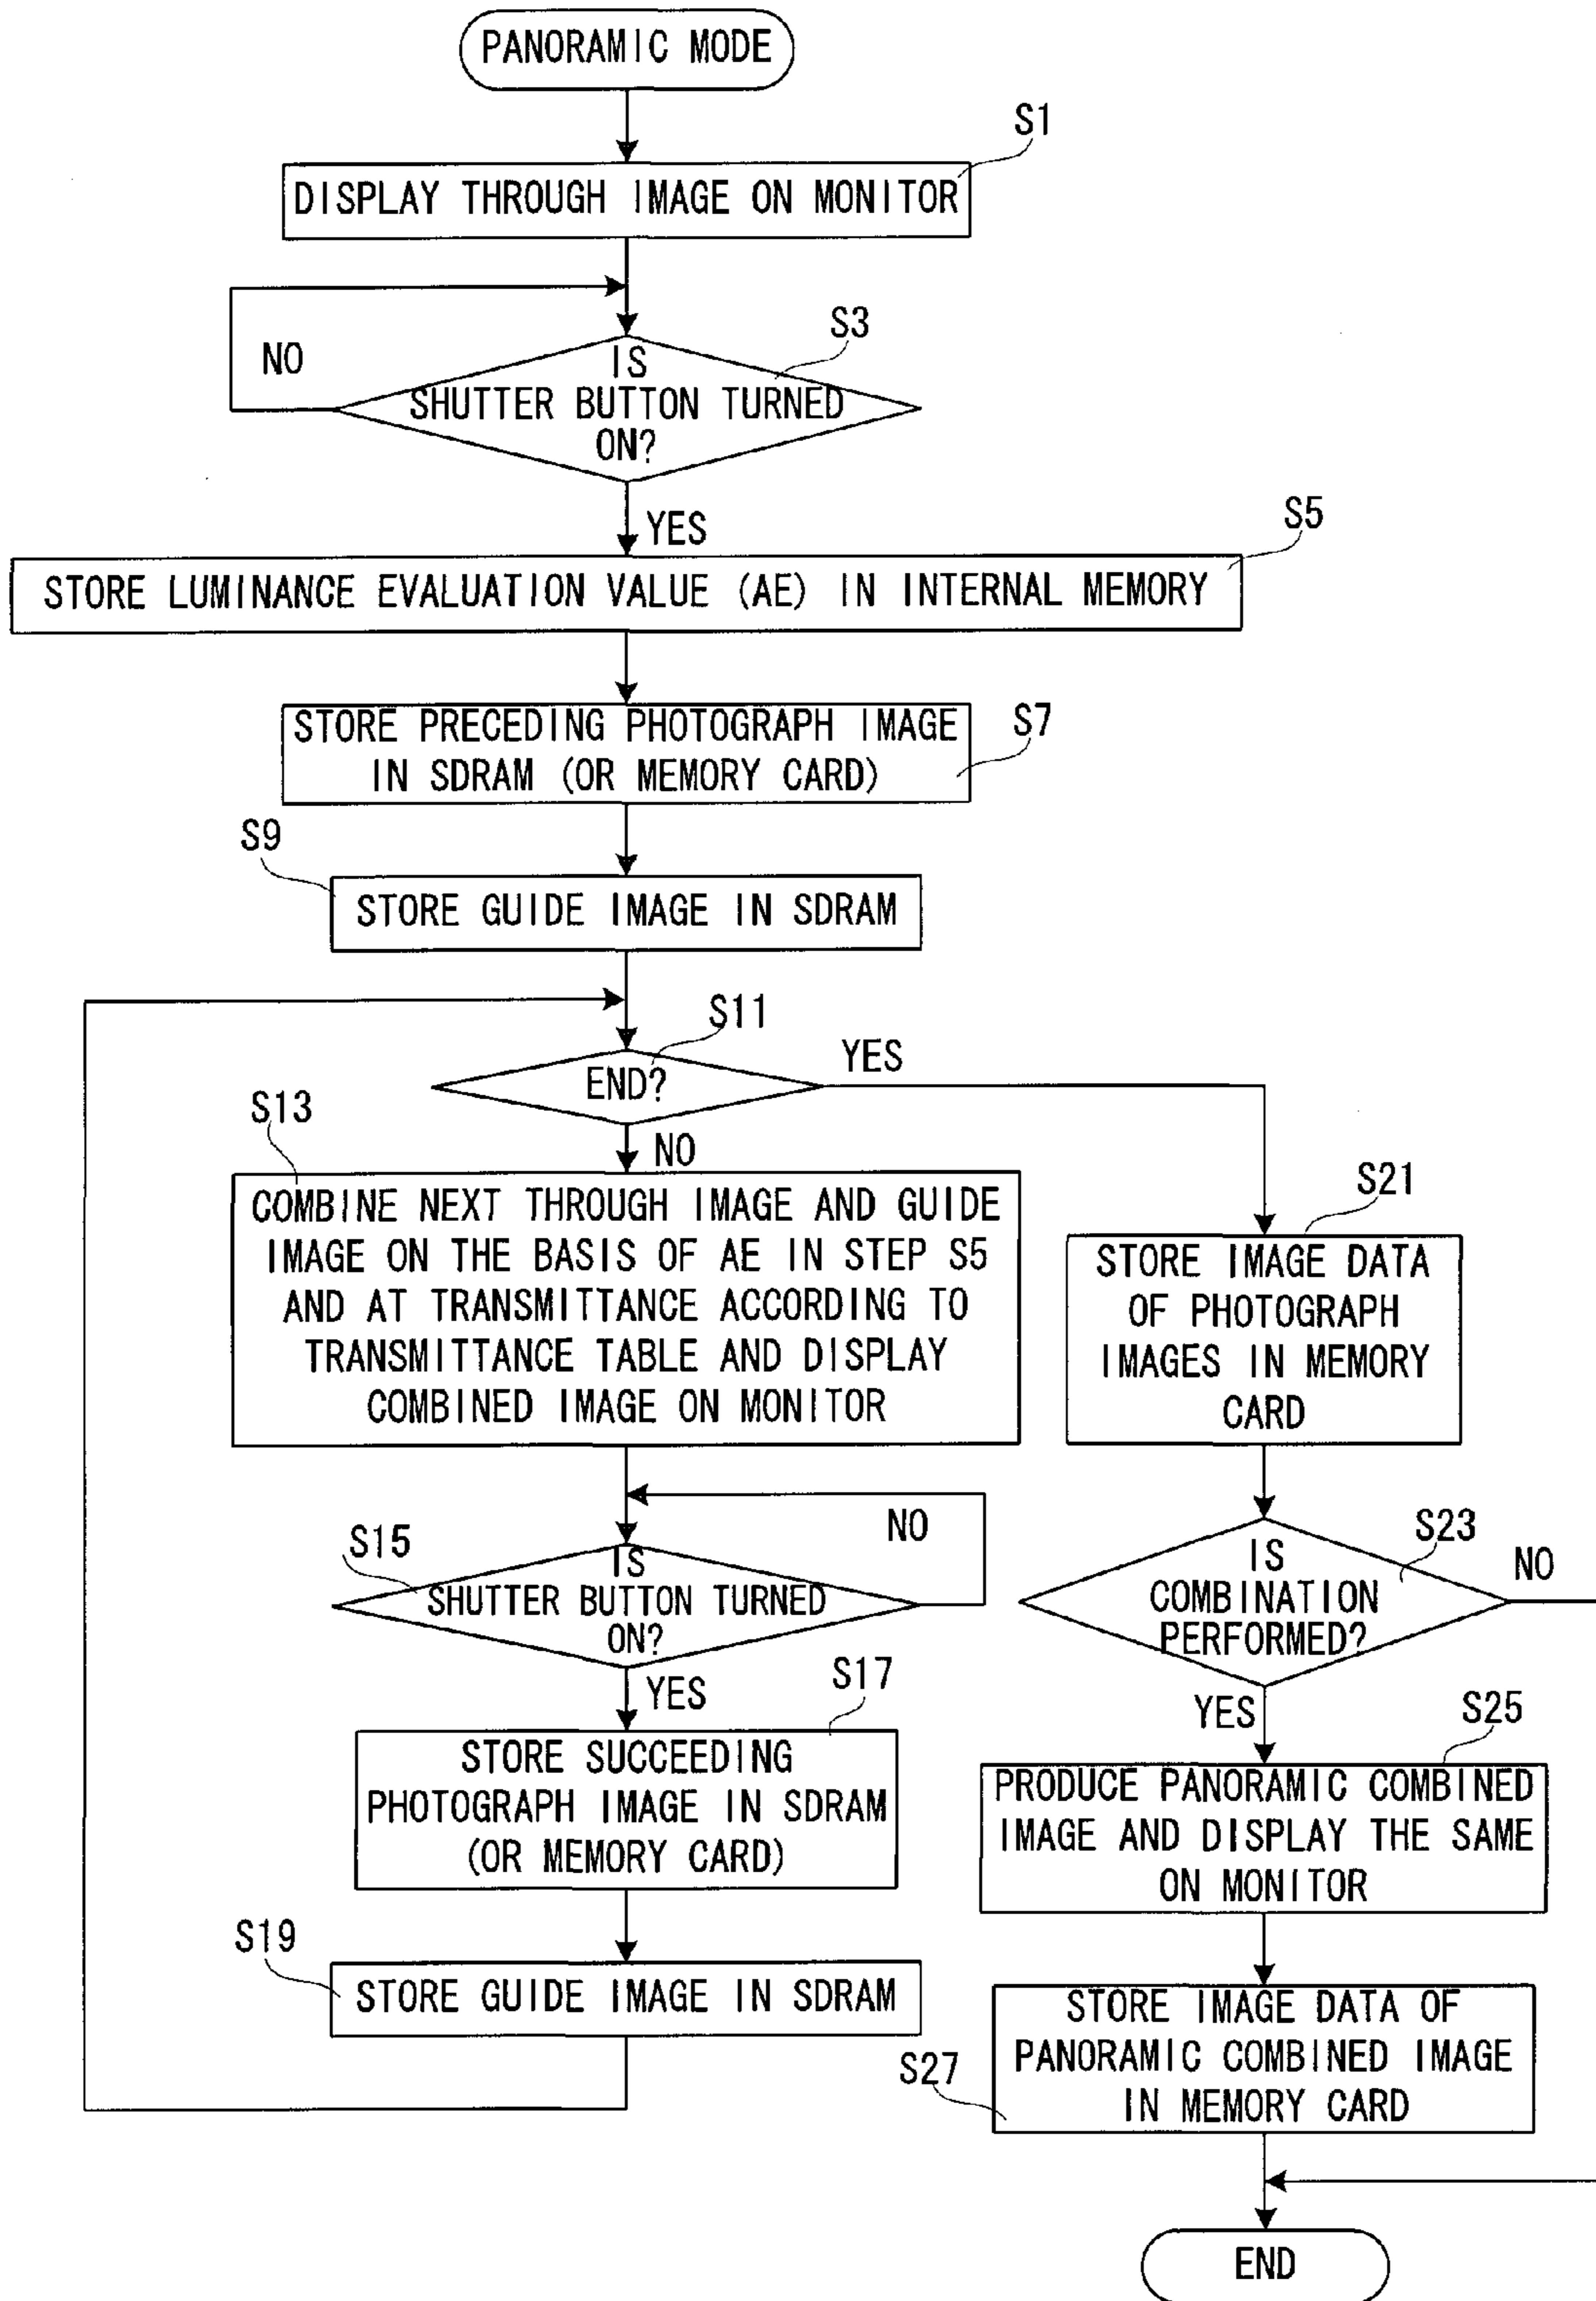 PANORAMIC MODE
S1
DISPLAY THROUGH IMAGE ON MONITOR
S3
NO
IS
SHUTTER BUTTON TURNED
ON?
YES
S5
STORE LUMINANCE EVALUATION VALUE (AE) IN INTERNAL MEMORY
S7
STORE PRECEDING PHOTOGRAPH IMAGE
IN SDRAM (OR MEMORY CARD)
S9
STORE GUIDE IMAGE IN SDRAM
S11
END?
YES
NO
S13
COMBINE NEXT THROUGH IMAGE AND GUIDE
IMAGE ON THE BASIS OF AE IN STEP S5
AND AT TRANSMITTANCE ACCORDING TO
TRANSMITTANCE TABLE AND DISPLAY
COMBINED IMAGE ON MONITOR
S15
NO
IS
SHUTTER BUTTON TURNED
ON?
YES
S17
STORE SUCCEEDING
PHOTOGRAPH IMAGE IN SDRAM
(OR MEMORY CARD)
S19
STORE GUIDE IMAGE IN SDRAM
S21
STORE IMAGE DATA
OF PHOTOGRAPH
IMAGES IN MEMORY
CARD
S23
NO
IS
COMBINATION
PERFORMED?
YES
S25
PRODUCE PANORAMIC COMBINED
IMAGE AND DISPLAY THE SAME
ON MONITOR
S27
STORE IMAGE DATA OF
PANORAMIC COMBINED IMAGE
IN MEMORY CARD
END